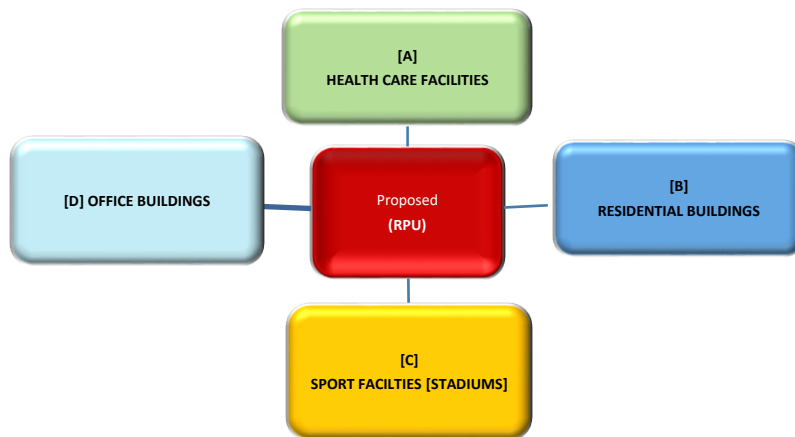 [A]
HEALTH CARE FACILITIES
[D] OFFICE BUILDINGS
Proposed
(RPU)
[B]
RESIDENTIAL BUILDINGS
[C]
SPORT FACILTIES [STADIUMS]